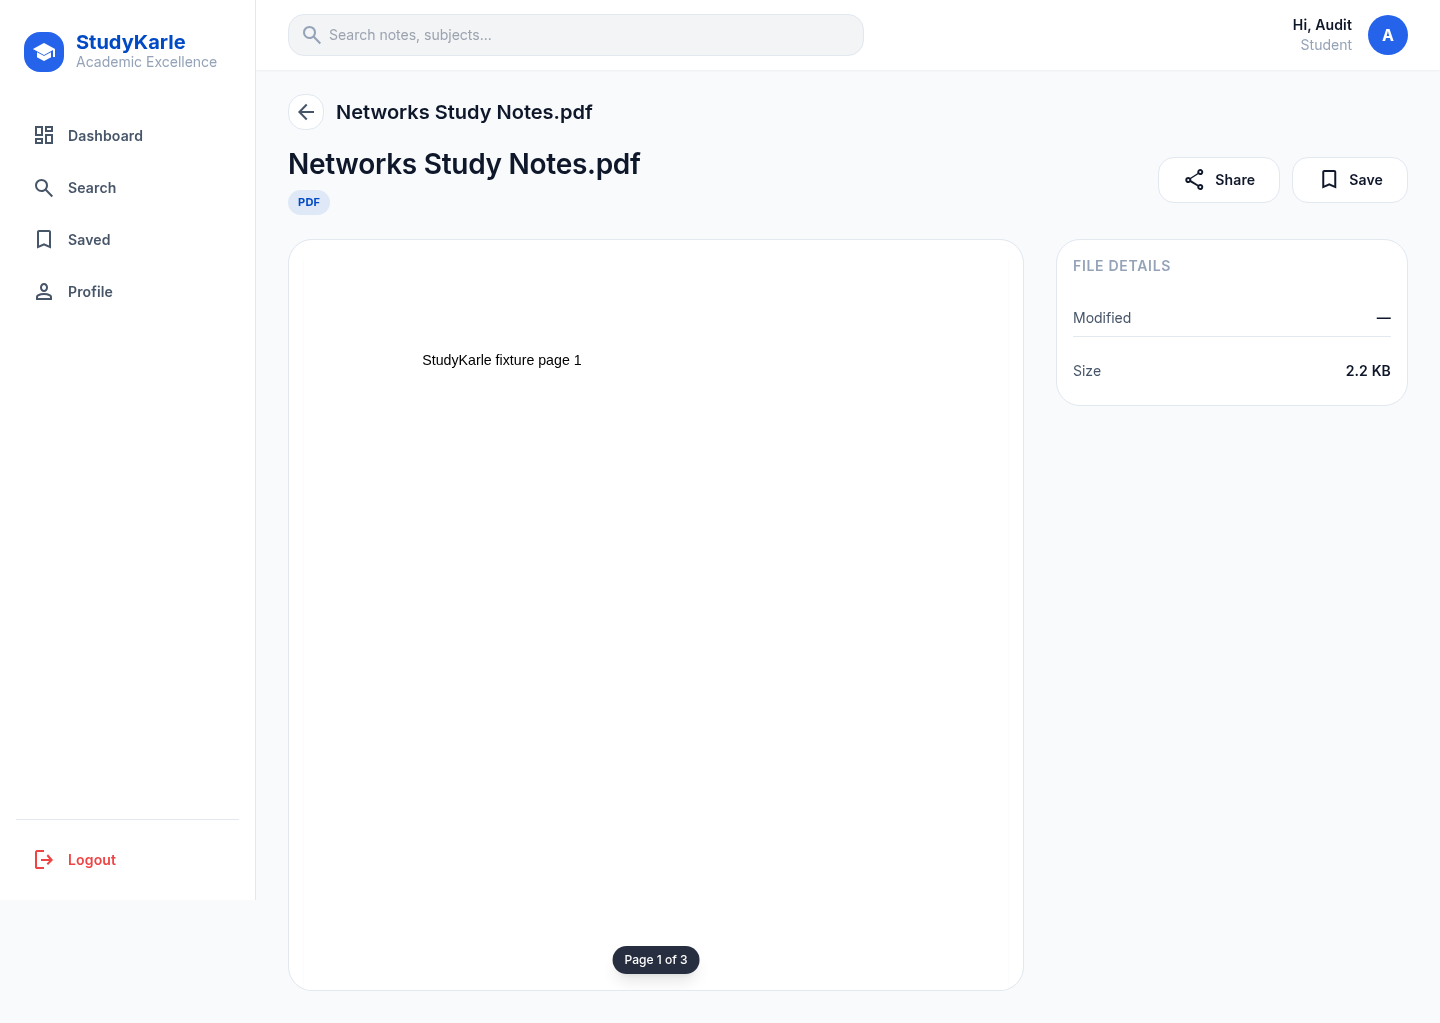 StudyKarle
Academic Excellence
Dashboard
Search
Saved
Profile
Logout
Search notes, subjects...
Hi, Audit
Student
A
Networks Study Notes.pdf
Networks Study Notes.pdf
PDF
Share
Save
StudyKarle fixture page 1
Page 1 of 3
FILE DETAILS
Modified —
Size 2.2 KB